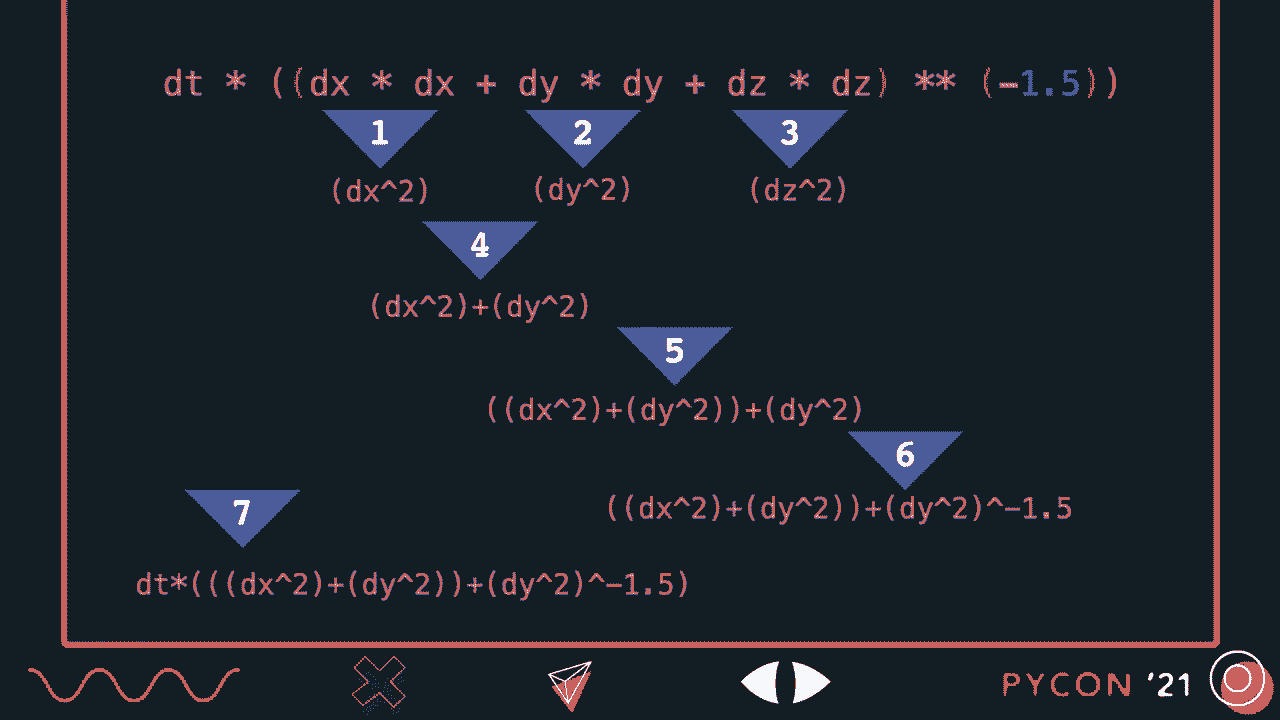 dt * ((dx * dx + dy * dy + dz * dz) ** (-1.5))
1 2 3
(dx^2) (dy^2) (dz^2)
4
(dx^2)+(dy^2)
5
((dx^2)+(dy^2))+(dy^2)
6
((dx^2)+(dy^2))+(dy^2)^-1.5
7
dt*(((dx^2)+(dy^2))+(dy^2)^-1.5)
PYCON '21